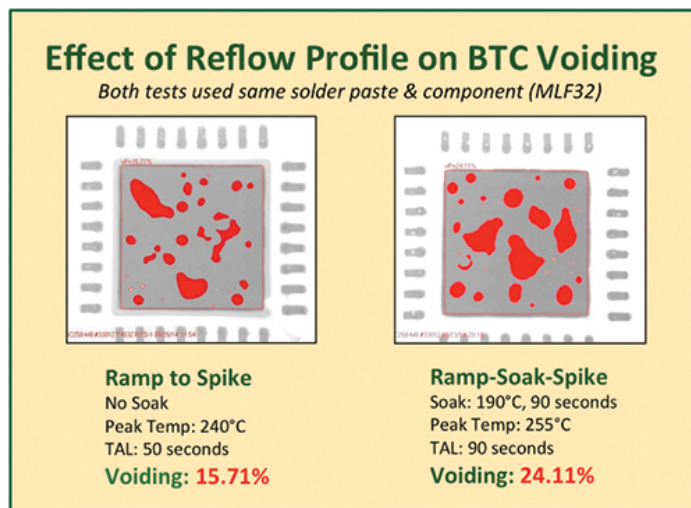 Effect of Reflow Profile on BTC Voiding
Both tests used same solder paste & component (MLF32)
Ramp to Spike
No Soak
Peak Temp: 240°C
TAL: 50 seconds
Voiding: 15.71%
Ramp-Soak-Spike
Soak: 190°C, 90 seconds
Peak Temp: 255°C
TAL: 90 seconds
Voiding: 24.11%